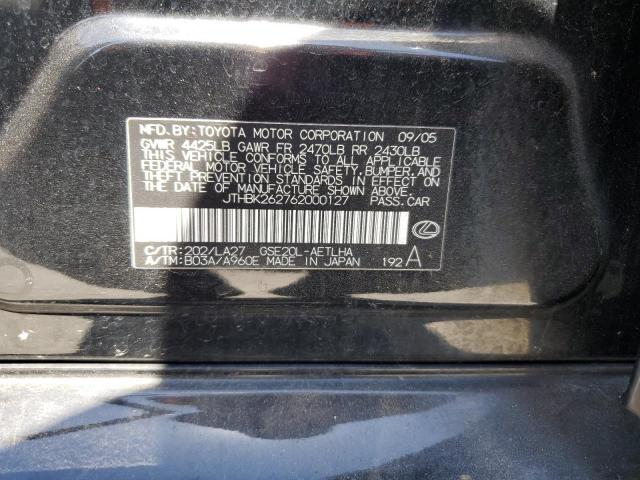 MFD. BY: TOYOTA MOTOR CORPORATION 09/05
GVWR 4425LB GAWR FR 2470LB RR 2430LB
THIS VEHICLE CONFORMS TO ALL APPLICABLE
FEDERAL MOTOR VEHICLE SAFETY, BUMPER, AND
THEFT PREVENTION STANDARDS IN EFFECT ON
THE DATE OF MANUFACTURE SHOWN ABOVE.
JTHBK262762000127 PASS. CAR
C/TR: 202/LA27 GSE20L-AETLHA
A/TM: B03A/A960E MADE IN JAPAN 192 A